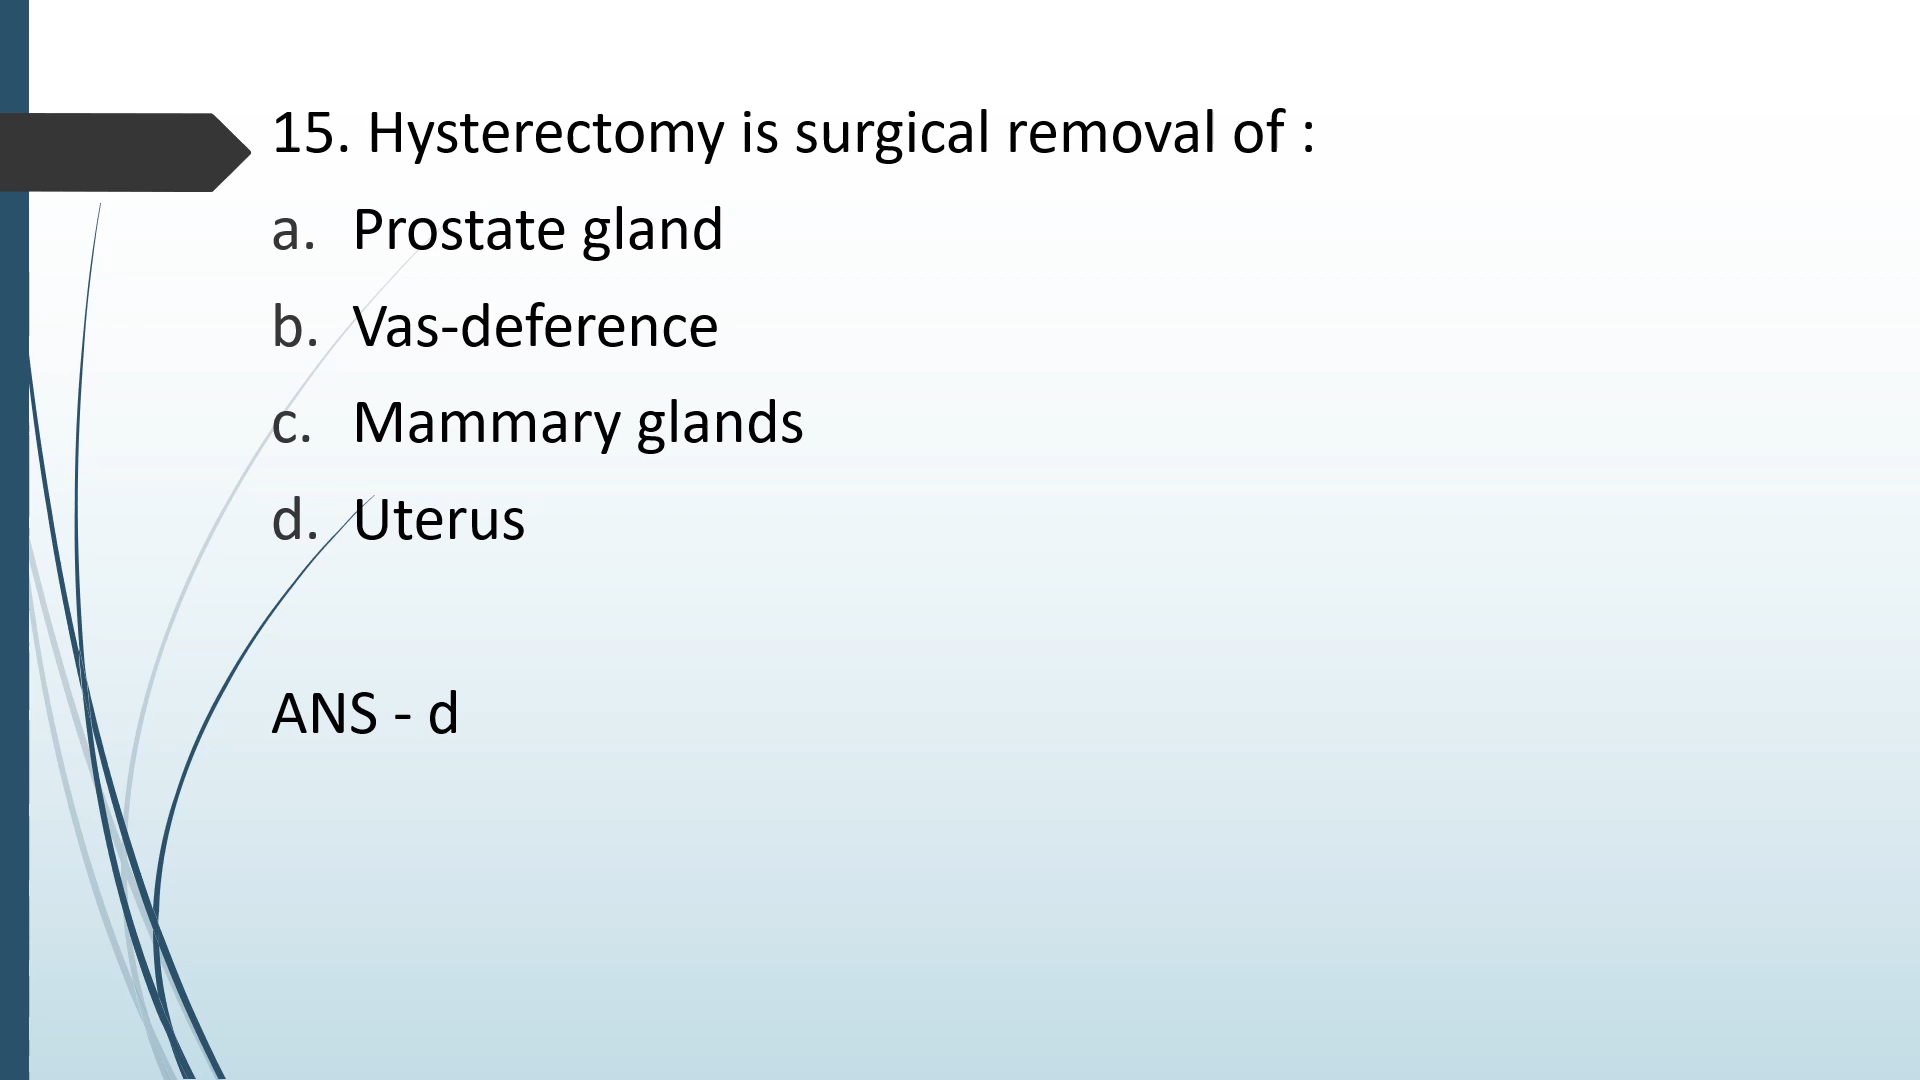 15. Hysterectomy is surgical removal of :
a. Prostate gland
b. Vas-deference
c. Mammary glands
d. Uterus
ANS - d